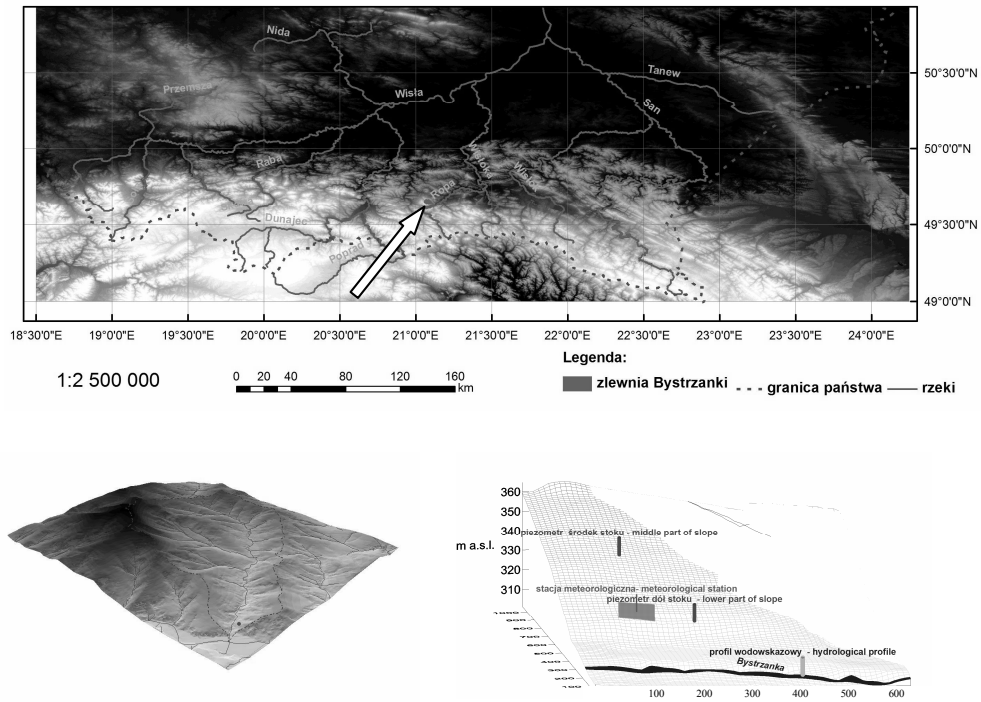 Nida
Tanew
50°30'0"N
Przemsza
Wisła
San
50°00'0"N
Raba
Wisłoka
Wisłok
Ropa
49°30'0"N
Dunajec
Poprad
49°0'0"N
18°30'0"E 19°0'0"E 19°30'0"E 20°00'0"E 20°30'0"E 21°0'0"E 21°30'0"E 22°00'0"E 22°30'0"E 23°0'0"E 23°30'0"E 24°0'0"E
Legenda:
1:2 500 000
0 20 40 80 120 160
km
zlewnia Bystrzanki
granica państwa
rzeki
360
350
340
piezometr środek stoku - middle part of slope
m a.s.l.
330
320
stacja meteorologiczna- meteorological station
310
piezometr dół stoku - lower part of slope
profil wodowskazowy - hydrological profile
Bystrzanka
100 200 300 400 500 600